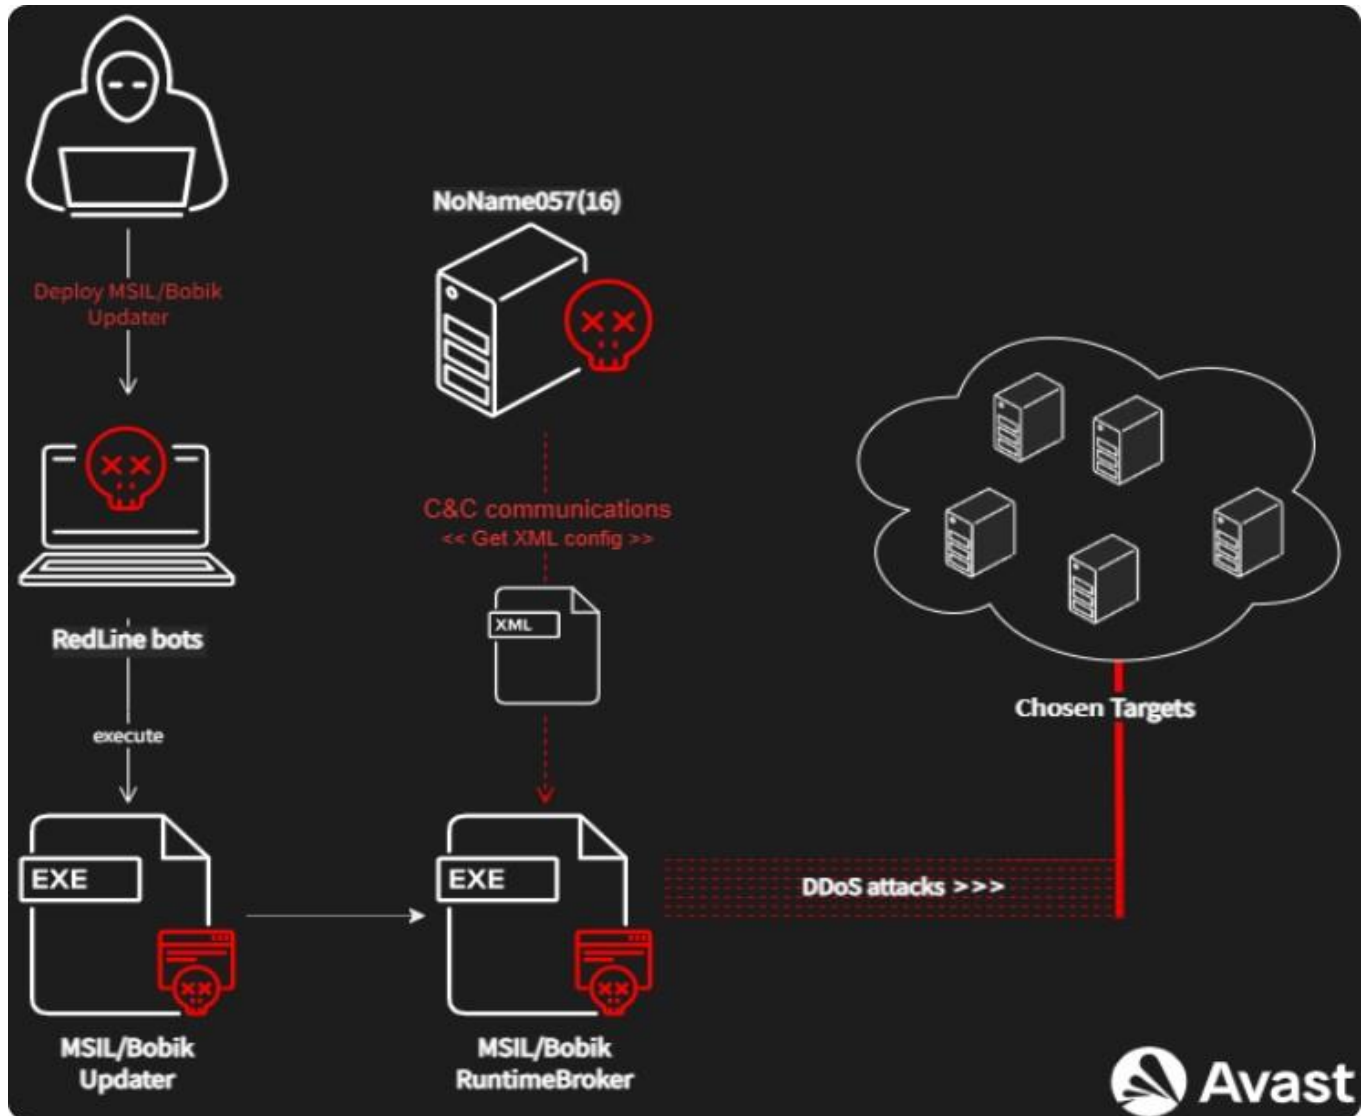 NoName057(16)
Deploy MSIL/Bobik
Updater
C&C communications
<< Get XML config >>
XML
RedLine bots
Chosen Targets
execute
EXE
EXE
DDoS attacks >>>
MSIL/Bobik
Updater
MSIL/Bobik
RuntimeBroker
Avast